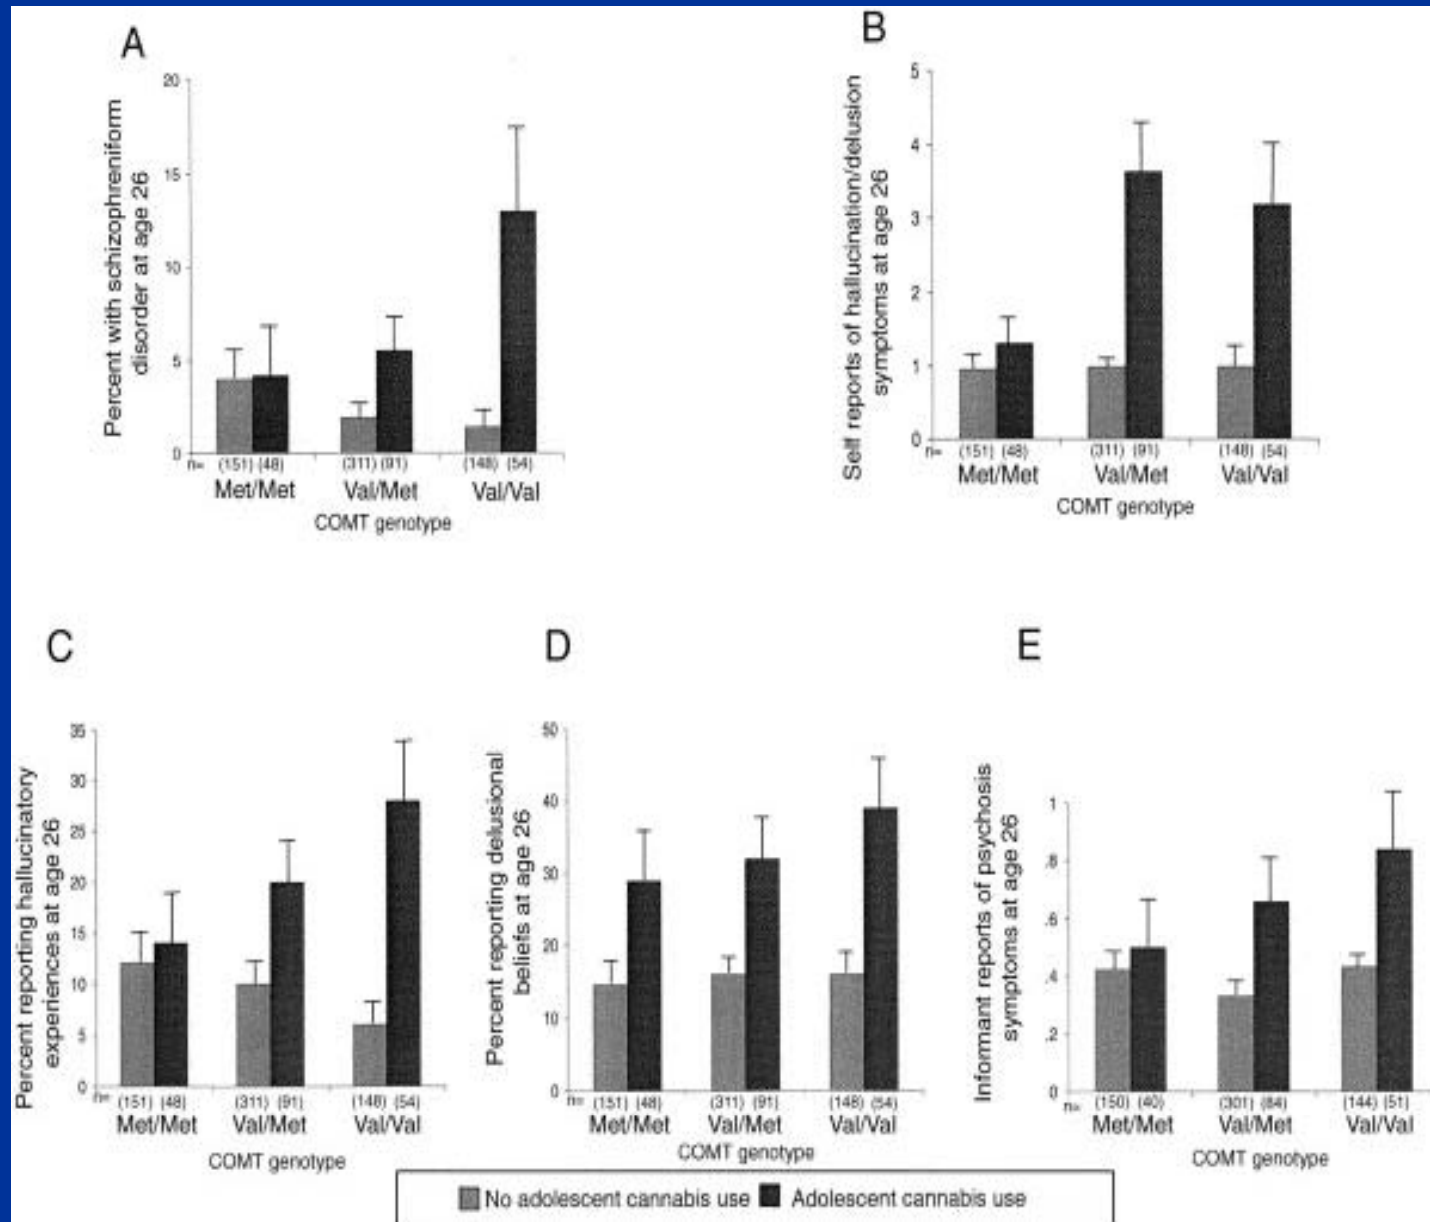 A
Percent with schizophreniform
disorder at age 26
20
15
10
5
0
n= (151) (48) (311) (91) (148) (54)
Met/Met Val/Met Val/Val
COMT genotype
B
Self reports of hallucination/delusion
symptoms at age 26
5
4
3
2
1
0
n= (151) (48) (311) (91) (148) (54)
Met/Met Val/Met Val/Val
COMT genotype
C
Percent reporting hallucinatory
experiences at age 26
35
30
25
20
15
10
5
0
n= (151) (48) (311) (91) (148) (54)
Met/Met Val/Met Val/Val
COMT genotype
D
Percent reporting delusional
beliefs at age 26
50
40
30
20
10
0
n= (151) (48) (311) (91) (148) (54)
Met/Met Val/Met Val/Val
COMT genotype
E
Informant reports of psychosis
symptoms at age 26
1
.8
.6
.4
.2
0
n= (150) (40) (301) (84) (144) (51)
Met/Met Val/Met Val/Val
COMT genotype
No adolescent cannabis use Adolescent cannabis use